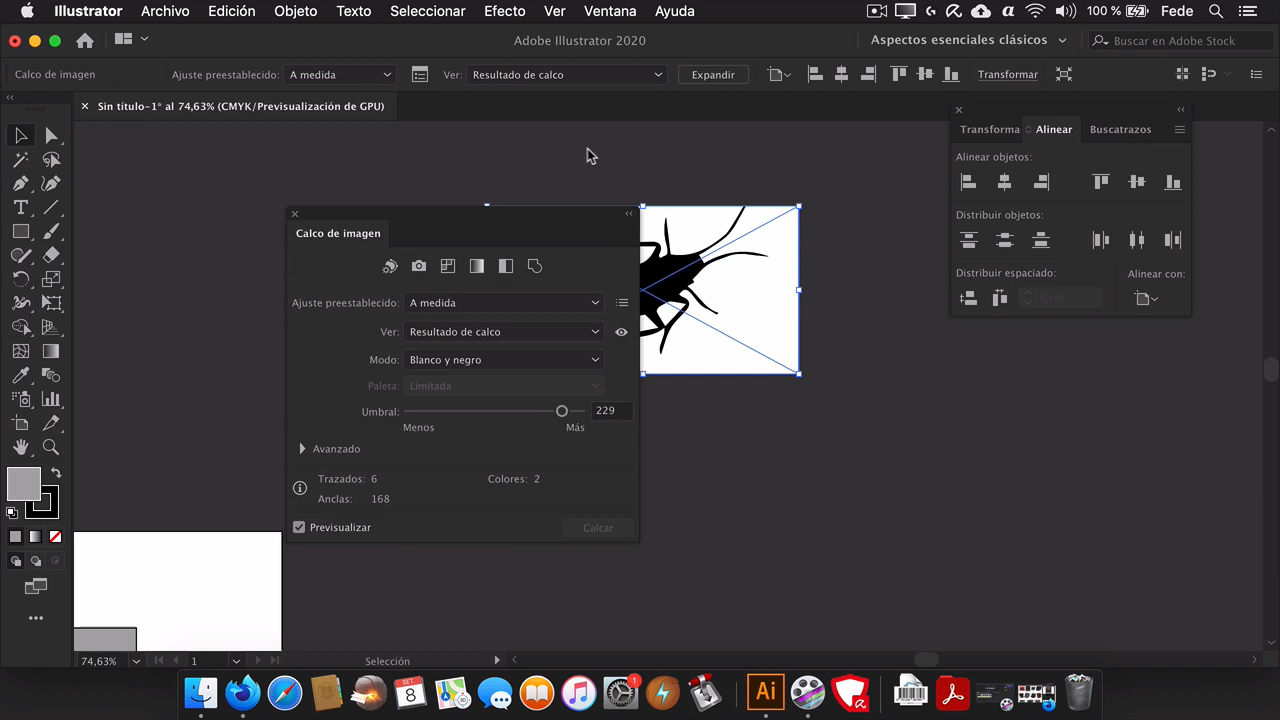 Illustrator Archivo Edición Objeto Texto Seleccionar Efecto Ver Ventana Ayuda 100 % Fede
Adobe Illustrator 2020 Aspectos esenciales clásicos Buscar en Adobe Stock
Calco de imagen Ajuste preestablecido: A medida Ver: Resultado de calco Expandir Transformar
Sin título-1* al 74,63% (CMYK/Previsualización de GPU)
Transforma Alinear Buscatrazos
Alinear objetos:
Distribuir objetos:
Distribuir espaciado: Alinear con:
0 cm
Calco de imagen
Ajuste preestablecido: A medida
Ver: Resultado de calco
Modo: Blanco y negro
Paleta: Limitada
Umbral: 229
Menos Más
Avanzado
Trazados: 6 Colores: 2
Anclas: 168
Previsualizar Calcar
74,63% 1 Selección
SET. 8
1
Ai